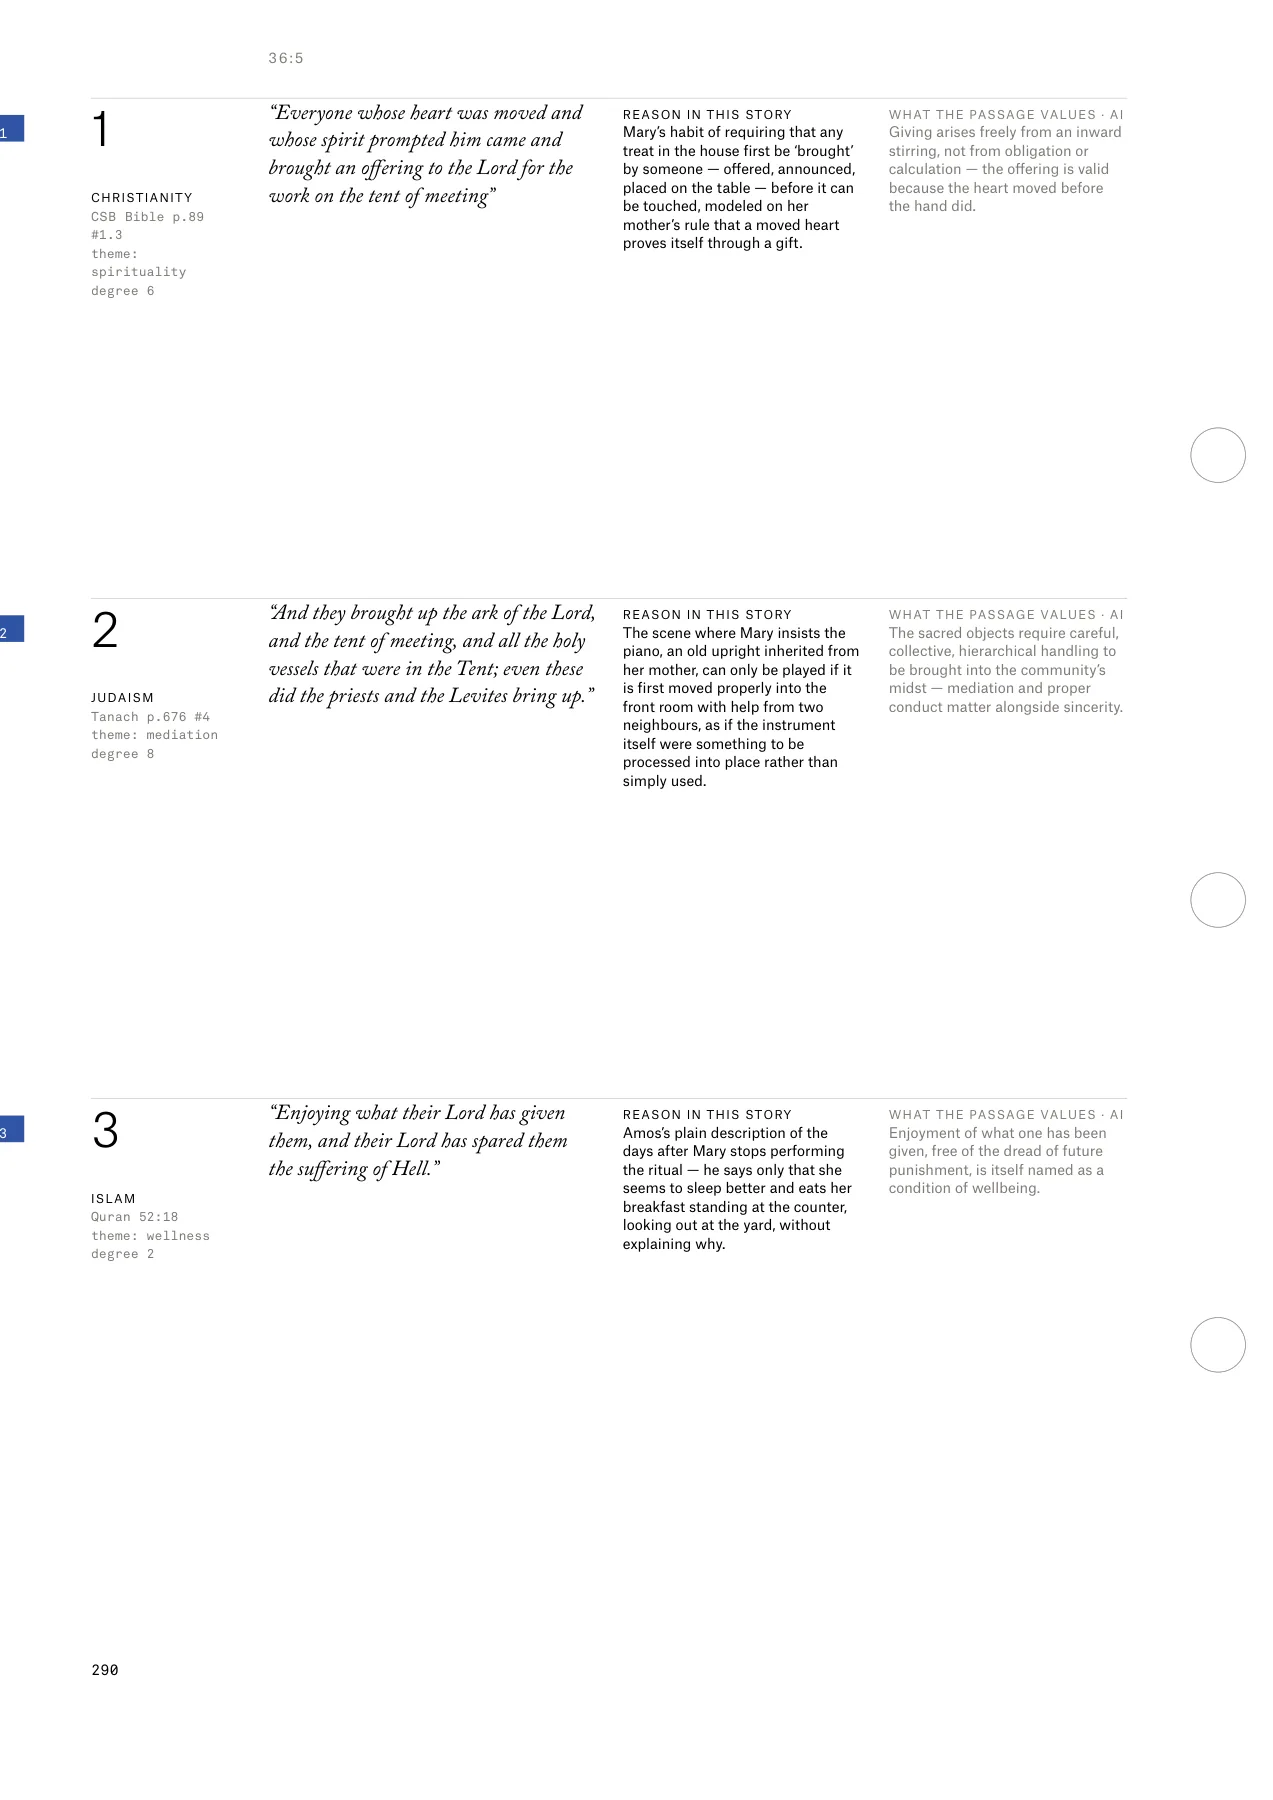 36:5
1
1
CHRISTIANITY
CSB Bible p.89
#1.3
theme:
spirituality
degree 6
“Everyone whose heart was moved and
whose spirit prompted him came and
brought an offering to the Lord for the
work on the tent of meeting”
REASON IN THIS STORY
Mary’s habit of requiring that any
treat in the house first be ‘brought’
by someone — offered, announced,
placed on the table — before it can
be touched, modeled on her
mother’s rule that a moved heart
proves itself through a gift.
WHAT THE PASSAGE VALUES · AI
Giving arises freely from an inward
stirring, not from obligation or
calculation — the offering is valid
because the heart moved before
the hand did.
2
2
JUDAISM
Tanach p.676 #4
theme: mediation
degree 8
“And they brought up the ark of the Lord,
and the tent of meeting, and all the holy
vessels that were in the Tent; even these
did the priests and the Levites bring up.”
REASON IN THIS STORY
The scene where Mary insists the
piano, an old upright inherited from
her mother, can only be played if it
is first moved properly into the
front room with help from two
neighbours, as if the instrument
itself were something to be
processed into place rather than
simply used.
WHAT THE PASSAGE VALUES · AI
The sacred objects require careful,
collective, hierarchical handling to
be brought into the community’s
midst — mediation and proper
conduct matter alongside sincerity.
3
3
ISLAM
Quran 52:18
theme: wellness
degree 2
“Enjoying what their Lord has given
them, and their Lord has spared them
the suffering of Hell.”
REASON IN THIS STORY
Amos’s plain description of the
days after Mary stops performing
the ritual — he says only that she
seems to sleep better and eats her
breakfast standing at the counter,
looking out at the yard, without
explaining why.
WHAT THE PASSAGE VALUES · AI
Enjoyment of what one has been
given, free of the dread of future
punishment, is itself named as a
condition of wellbeing.
290